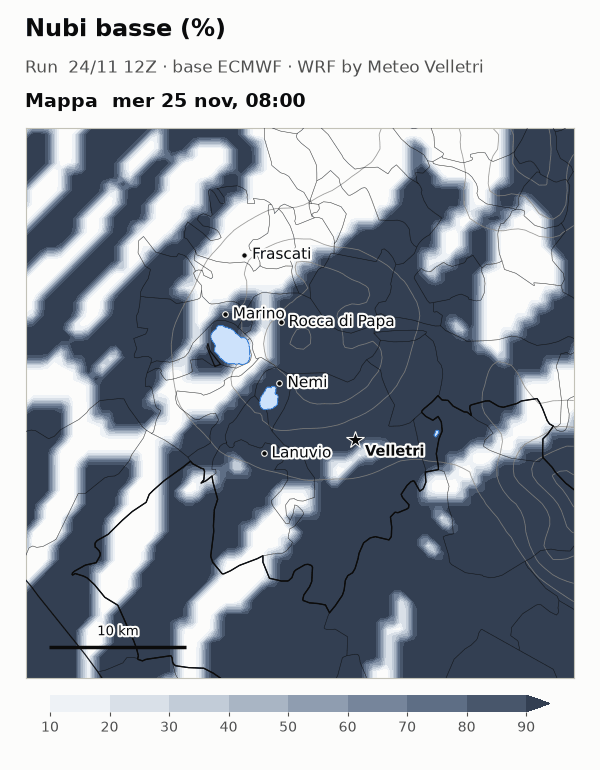 Nubi basse (%)
Run  24/11 12Z · base ECMWF · WRF by Meteo Velletri
Mappa  mer 25 nov, 08:00
Frascati
Marino
Rocca di Papa
Nemi
Velletri
Lanuvio
10 km
10 20 30 40 50 60 70 80 90